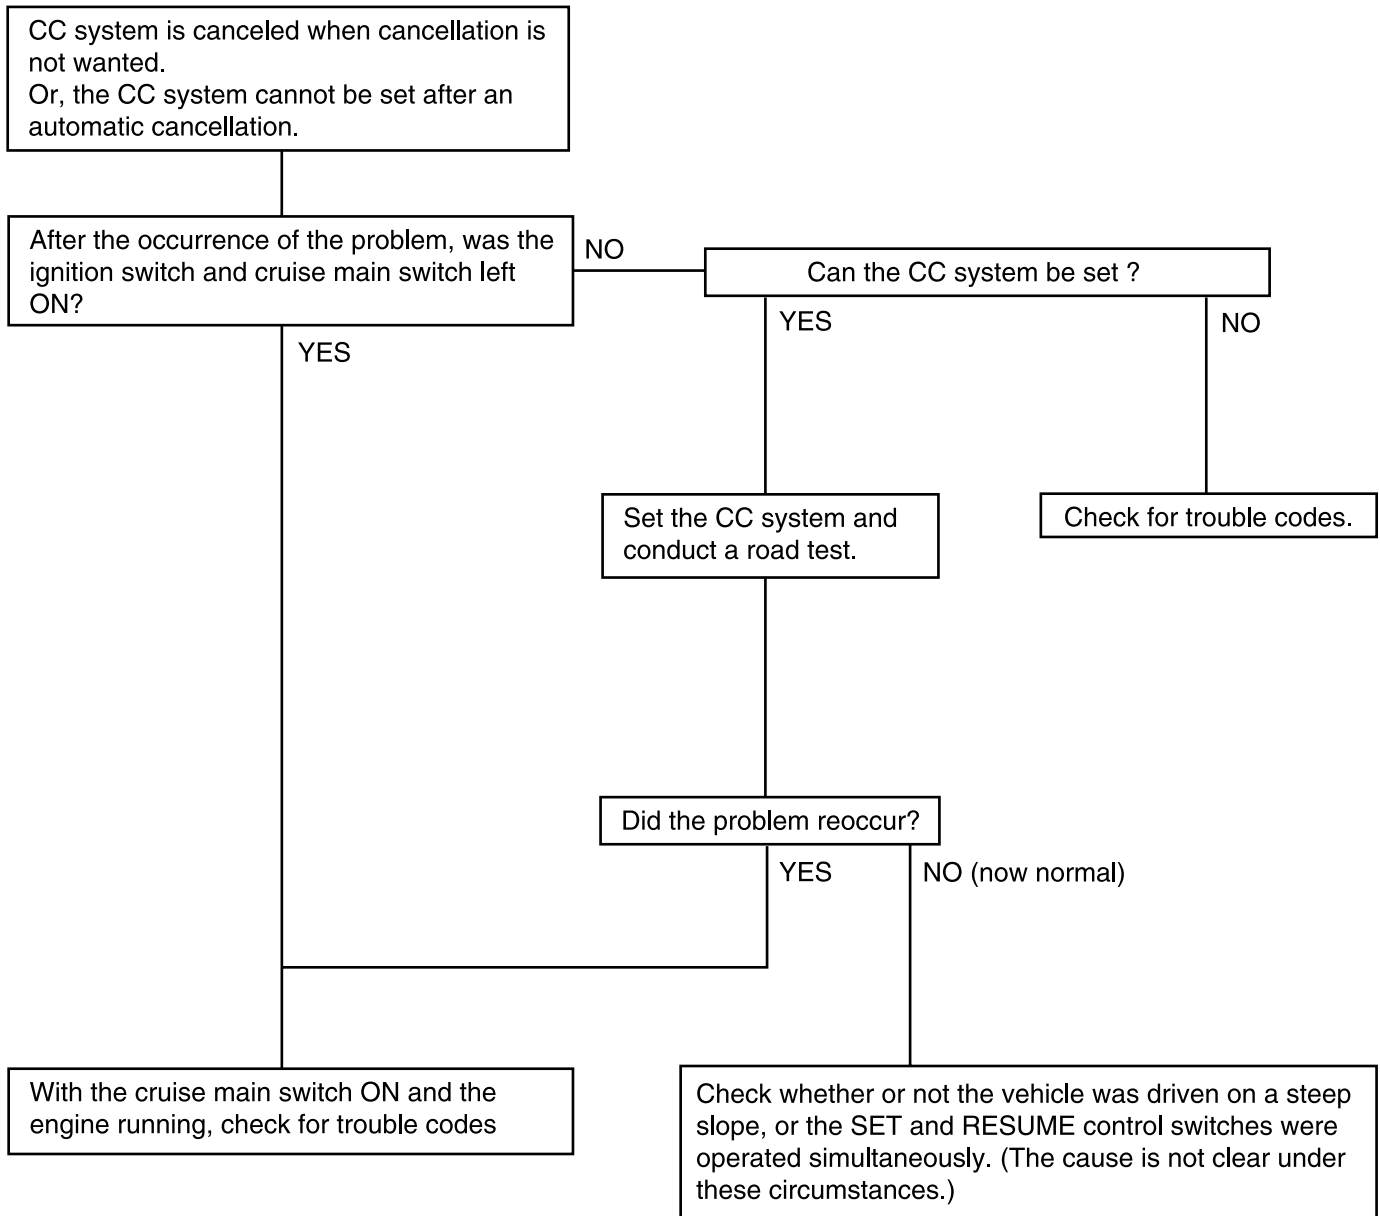 CC system is canceled when cancellation is
not wanted.
Or, the CC system cannot be set after an
automatic cancellation.
After the occurrence of the problem, was the
ignition switch and cruise main switch left
ON?
NO
Can the CC system be set ?
YES
YES
NO
Set the CC system and
conduct a road test.
Check for trouble codes.
Did the problem reoccur?
YES
NO (now normal)
With the cruise main switch ON and the
engine running, check for trouble codes
Check whether or not the vehicle was driven on a steep
slope, or the SET and RESUME control switches were
operated simultaneously. (The cause is not clear under
these circumstances.)